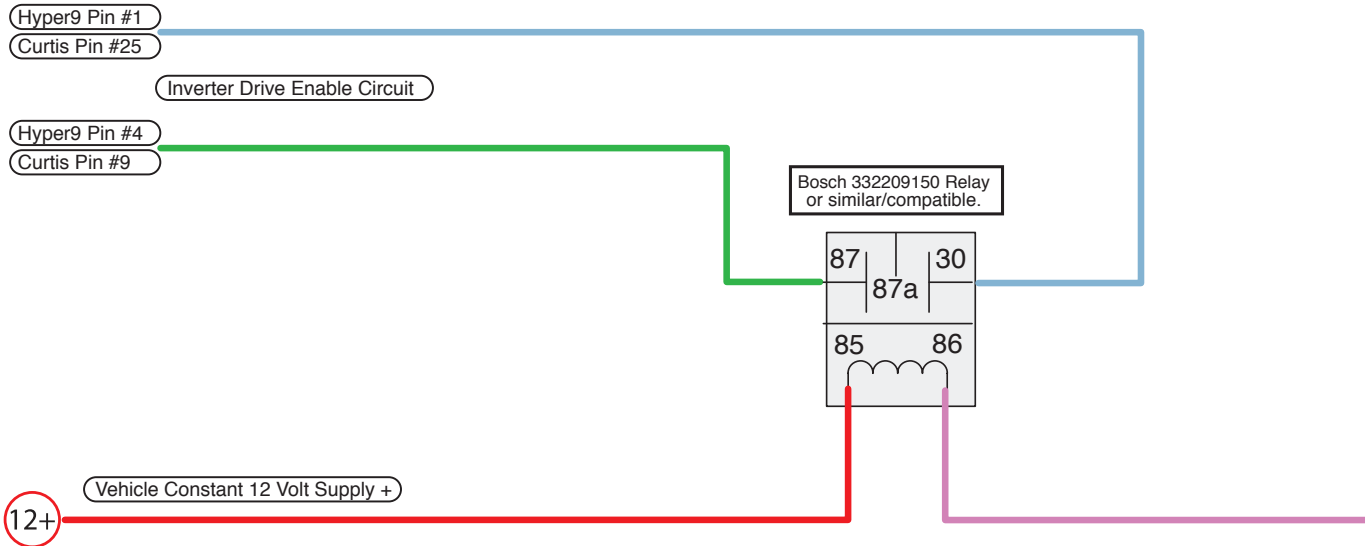 Hyper9 Pin #1
Curtis Pin #25
Inverter Drive Enable Circuit
Hyper9 Pin #4
Curtis Pin #9
Bosch 332209150 Relay
or similar/compatible.
87
30
87a
85
86
Vehicle Constant 12 Volt Supply +
12+